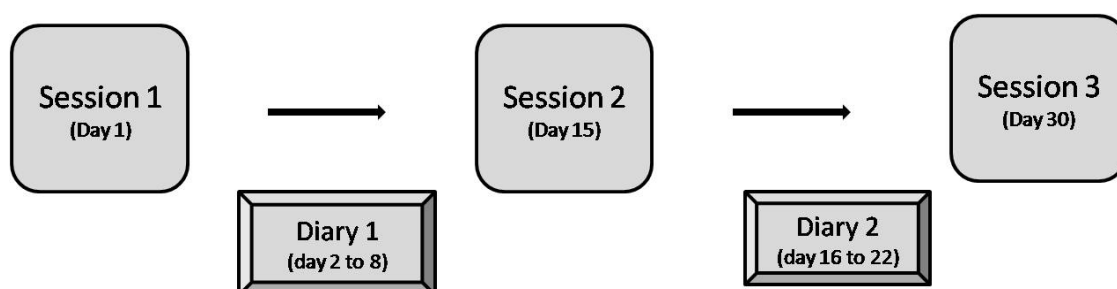 Session 1
(Day 1)
Session 2
(Day 15)
Session 3
(Day 30)
Diary 1
(day 2 to 8)
Diary 2
(day 16 to 22)